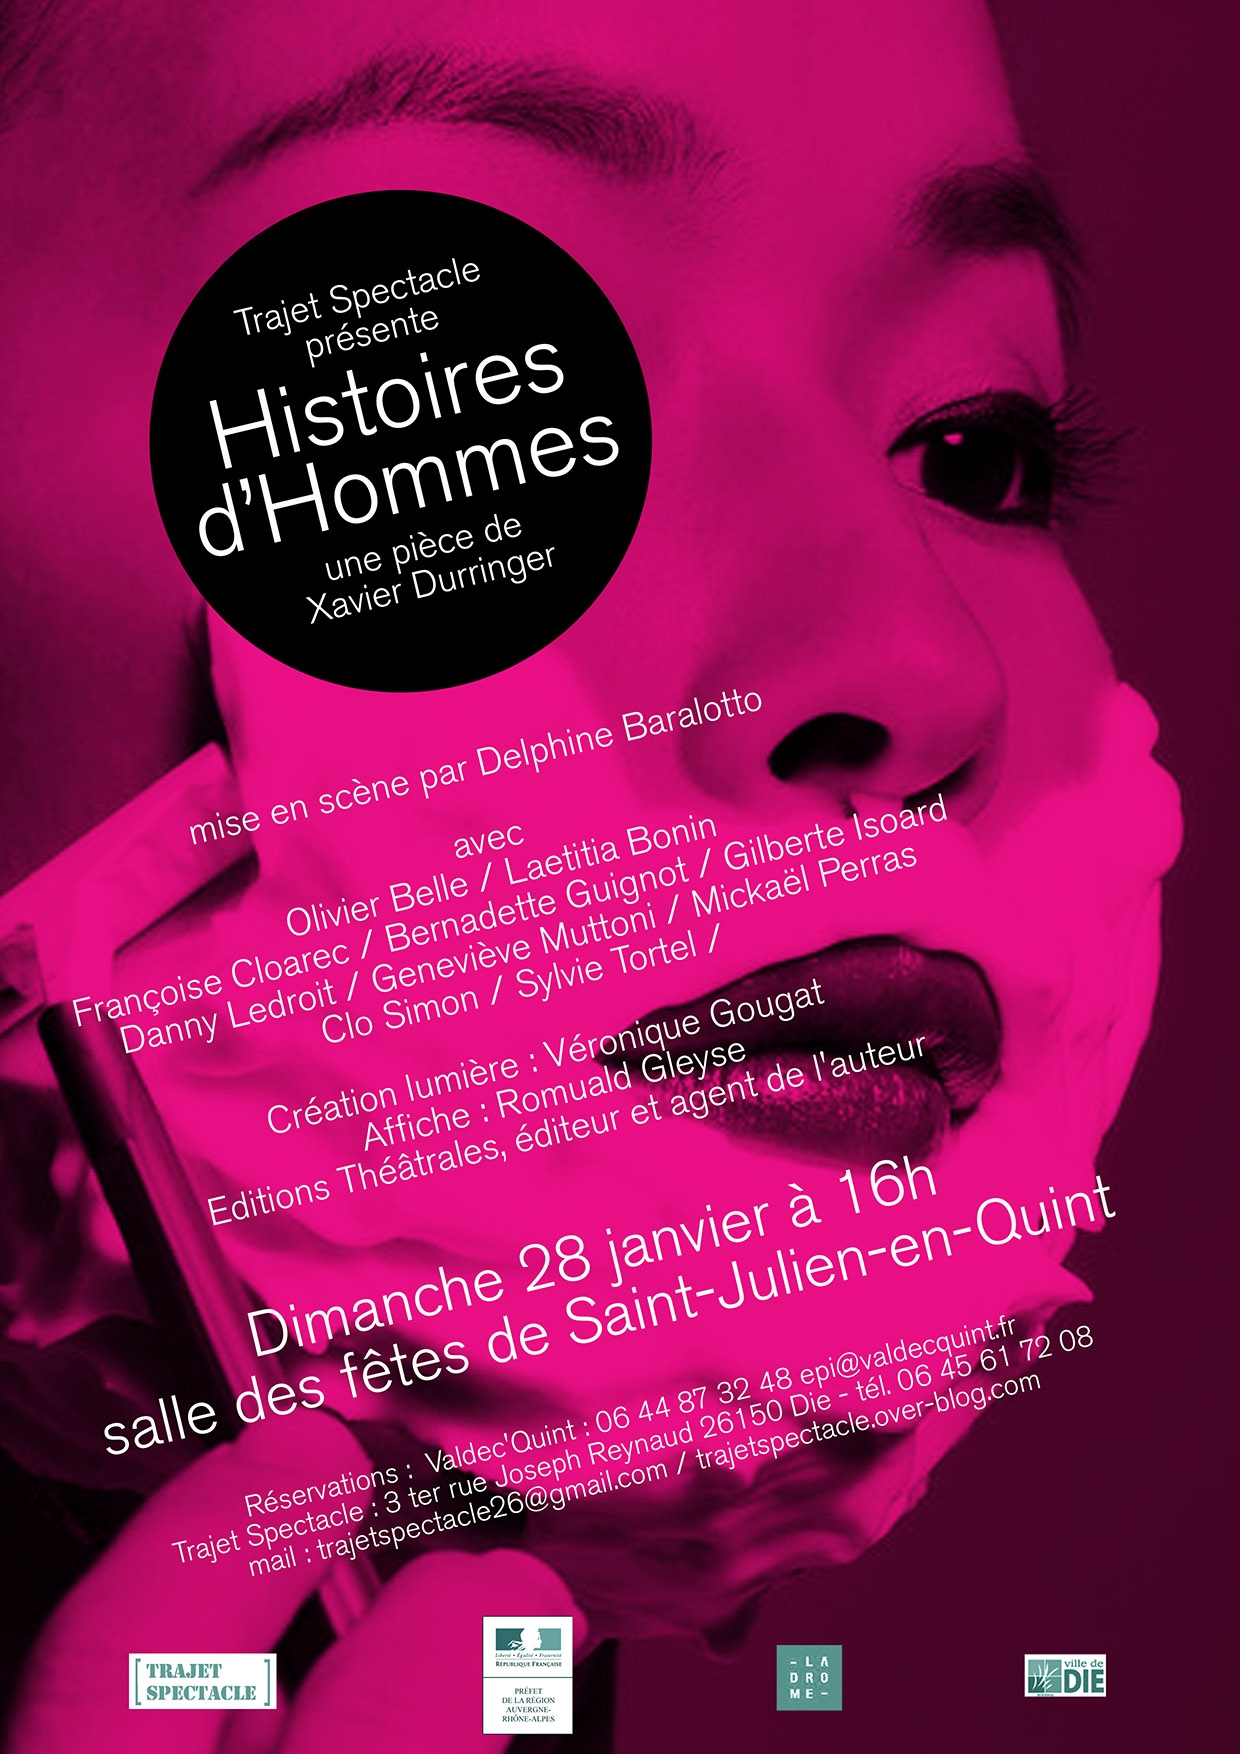 Trajet Spectacle
présente
Histoires
d'Hommes
une pièce de
Xavier Durringer
mise en scène par Delphine Baralotto
avec
Olivier Belle / Laetitia Bonin
Françoise Cloarec / Bernadette Guignot / Gilberte Isoard
Danny Ledroit / Geneviève Muttoni / Mickaël Perras
Clo Simon / Sylvie Tortel /
Création lumière : Véronique Gougat
Affiche : Romuald Gleyse
Editions Théâtrales, éditeur et agent de l'auteur
Dimanche 28 janvier à 16h
salle des fêtes de Saint-Julien-en-Quint
Réservations : Valdec'Quint : 06 44 87 32 48 epi@valdecquint.fr
Trajet Spectacle : 3 ter rue Joseph Reynaud 26150 Die - tél. 06 45 61 72 08
mail : trajetspectacle26@gmail.com / trajetspectacle.over-blog.com
[TRAJET
SPECTACLE]
Liberté • Égalité • Fraternité
RÉPUBLIQUE FRANÇAISE
PRÉFET
DE LA RÉGION
AUVERGNE-
RHÔNE-ALPES
-LA
DRO
ME-
ville de
DIE